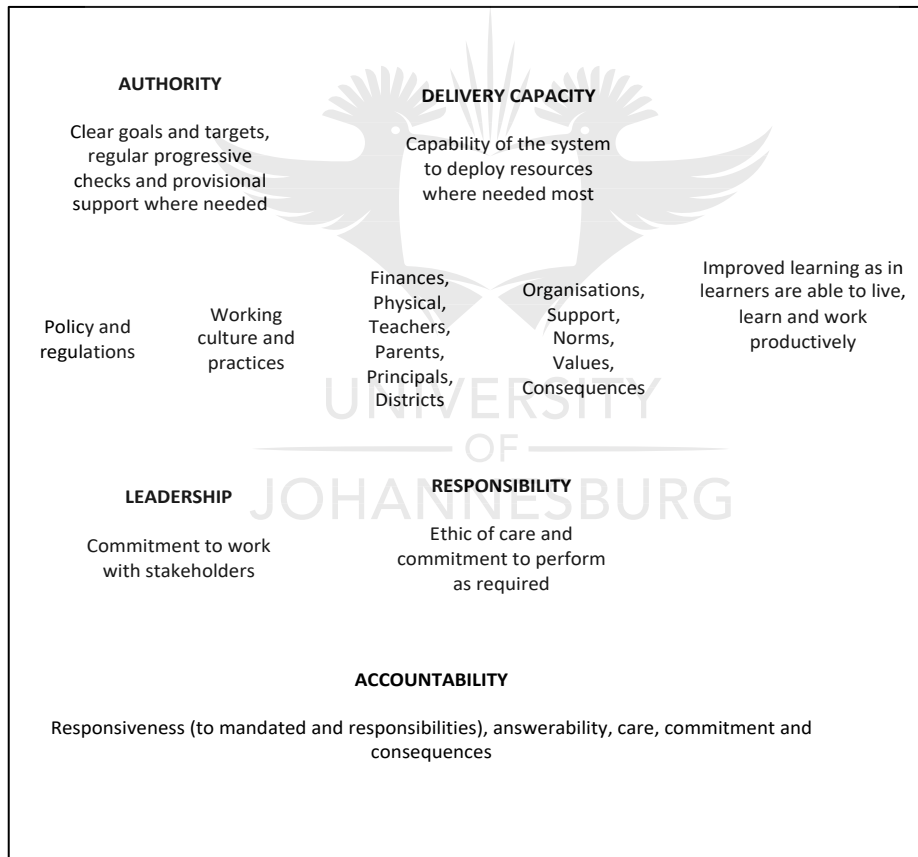 AUTHORITY
Clear goals and targets,
regular progressive
checks and provisional
support where needed
DELIVERY CAPACITY
Capability of the system
to deploy resources
where needed most
Policy and
regulations
Working
culture and
practices
Finances,
Physical,
Teachers,
Parents,
Principals,
Districts
Organisations,
Support,
Norms,
Values,
Consequences
Improved learning as in
learners are able to live,
learn and work
productively
UNIVERSITY
OF
JOHANNESBURG
LEADERSHIP
Commitment to work
with stakeholders
RESPONSIBILITY
Ethic of care and
commitment to perform
as required
ACCOUNTABILITY
Responsiveness (to mandated and responsibilities), answerability, care, commitment and
consequences